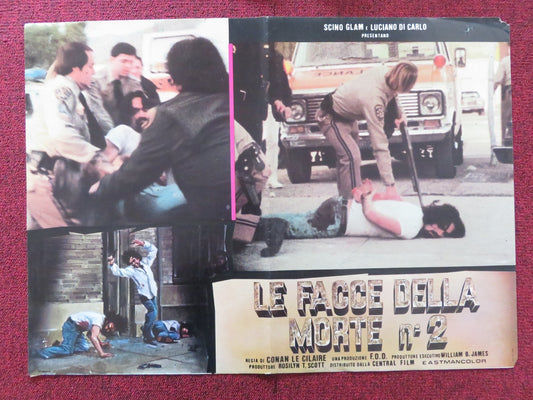 SCINO GLAM E LUCIANO DI CARLO
PRESENTANO
LE FACCE DELLA
MORTE n° 2
REGIA DI CONAN LE CILAIRE UNA PRODUZIONE F.O.D. PRODUTTORE ESECUTIVO WILLIAM B. JAMES
PRODUTTORE ROSILYN T. SCOTT DISTRIBUITO DALLA CENTRAL FILM EASTMANCOLOR